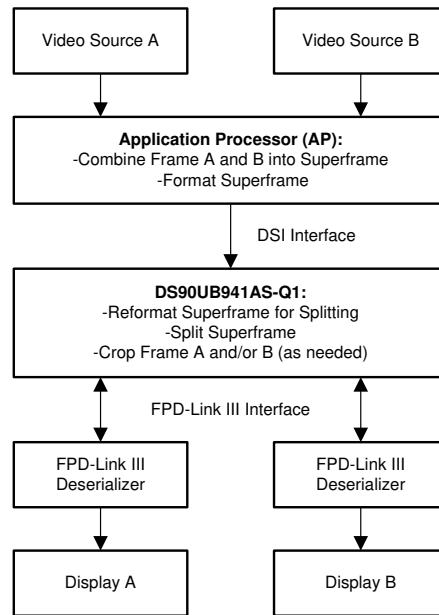 Video Source A
Video Source B
Application Processor (AP):
-Combine Frame A and B into Superframe
-Format Superframe
DSI Interface
DS90UB941AS-Q1:
-Reformat Superframe for Splitting
-Split Superframe
-Crop Frame A and/or B (as needed)
FPD-Link III Interface
FPD-Link III
Deserializer
FPD-Link III
Deserializer
Display A
Display B